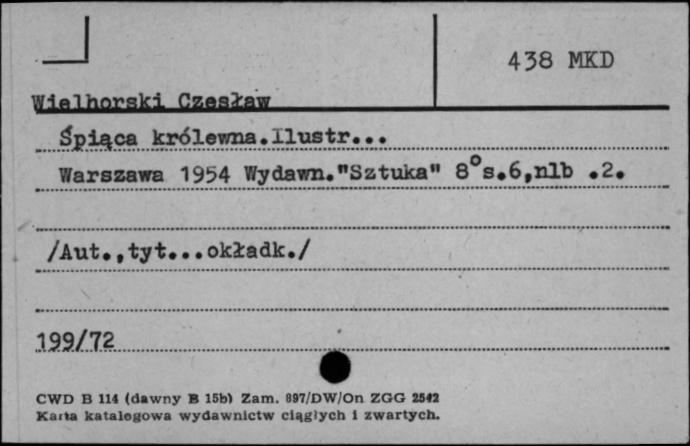 438 MKD
Wielhorski Czesław
Śpiąca królewna.Ilustr...
Warszawa 1954 Wydawn."Sztuka" 8°s.6,nlb .2.
/Aut.,tyt...okładk./
199/72
CWD B 114 (dawny B 15b) Zam. 897/DW/On ZGG 2542
Karta katalogowa wydawnictw ciągłych i zwartych.